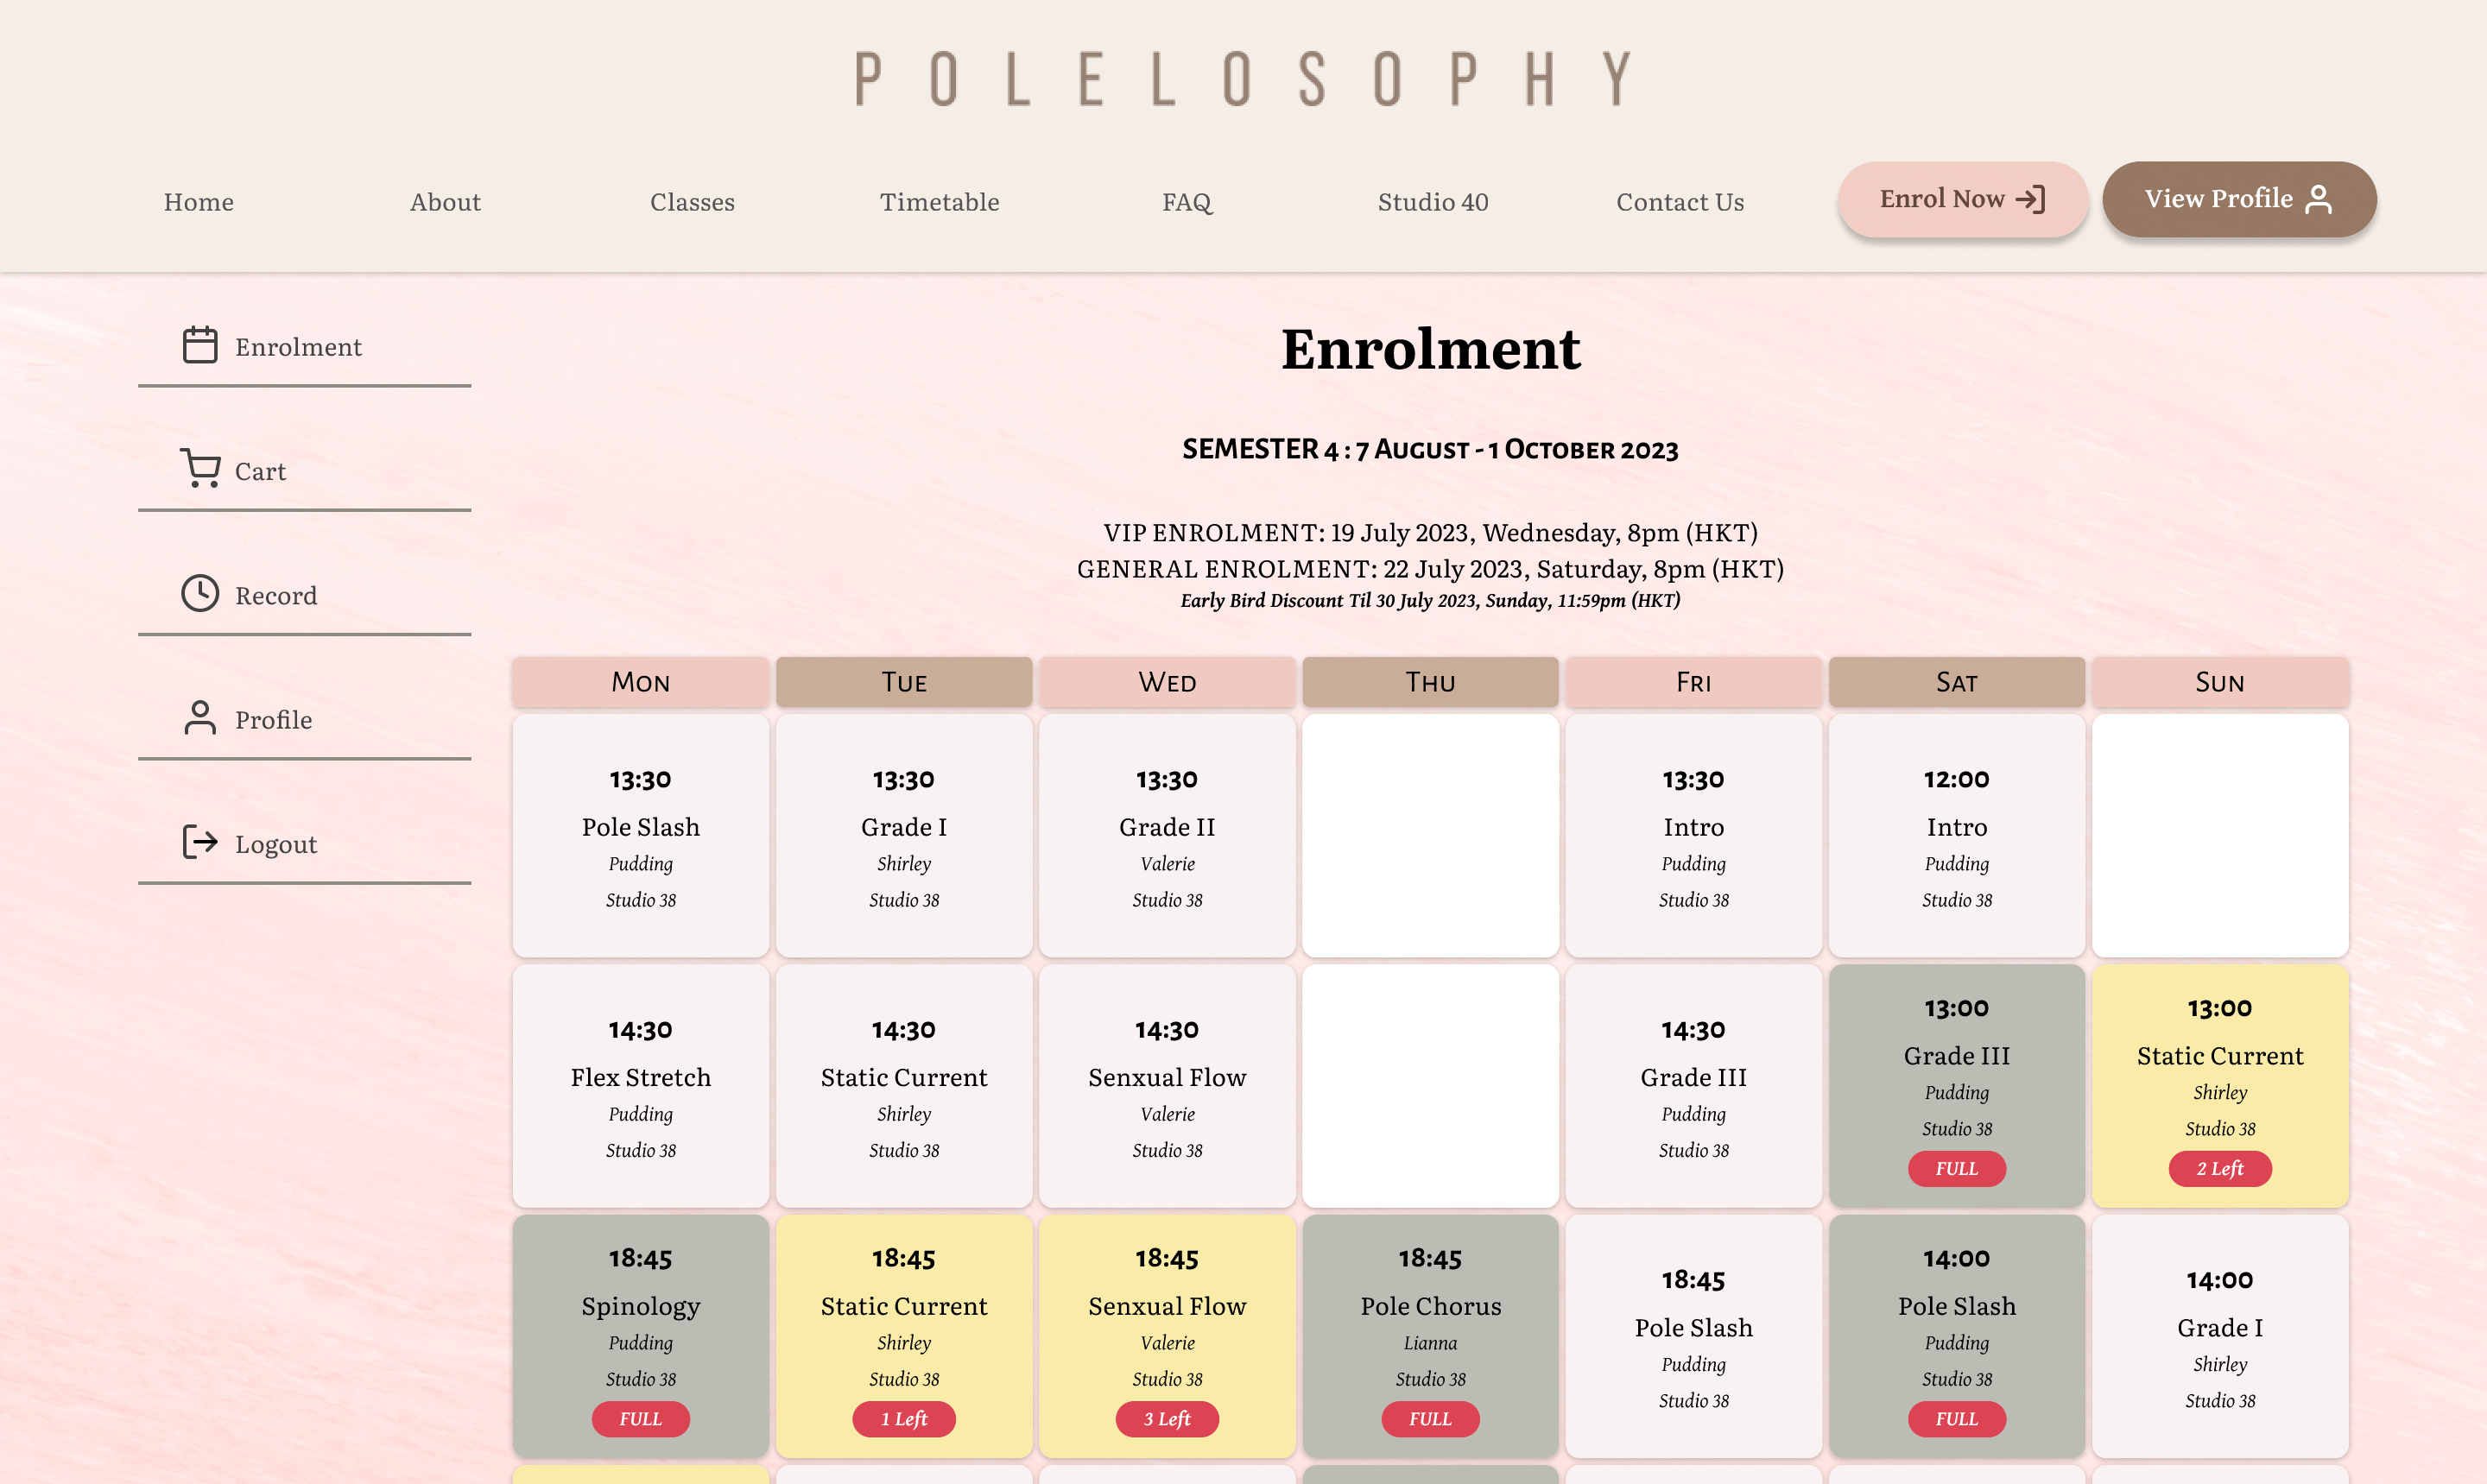 POLELOSOPHY
Home
About
Classes
Timetable
FAQ
Studio 40
Contact Us
Enrol Now
View Profile
Enrolment
Cart
Record
Profile
Logout
Enrolment
SEMESTER 4 : 7 August - 1 October 2023
VIP ENROLMENT: 19 July 2023, Wednesday, 8pm (HKT)
GENERAL ENROLMENT: 22 July 2023, Saturday, 8pm (HKT)
Early Bird Discount Til 30 July 2023, Sunday, 11:59pm (HKT)
Mon
Tue
Wed
Thu
Fri
Sat
Sun
13:30
Pole Slash
Pudding
Studio 38
13:30
Grade I
Shirley
Studio 38
13:30
Grade II
Valerie
Studio 38
13:30
Intro
Pudding
Studio 38
12:00
Intro
Pudding
Studio 38
14:30
Flex Stretch
Pudding
Studio 38
14:30
Static Current
Shirley
Studio 38
14:30
Senxual Flow
Valerie
Studio 38
14:30
Grade III
Pudding
Studio 38
13:00
Grade III
Pudding
Studio 38
FULL
13:00
Static Current
Shirley
Studio 38
2 Left
18:45
Spinology
Pudding
Studio 38
FULL
18:45
Static Current
Shirley
Studio 38
1 Left
18:45
Senxual Flow
Valerie
Studio 38
3 Left
18:45
Pole Chorus
Lianna
Studio 38
FULL
18:45
Pole Slash
Pudding
Studio 38
14:00
Pole Slash
Pudding
Studio 38
FULL
14:00
Grade I
Shirley
Studio 38